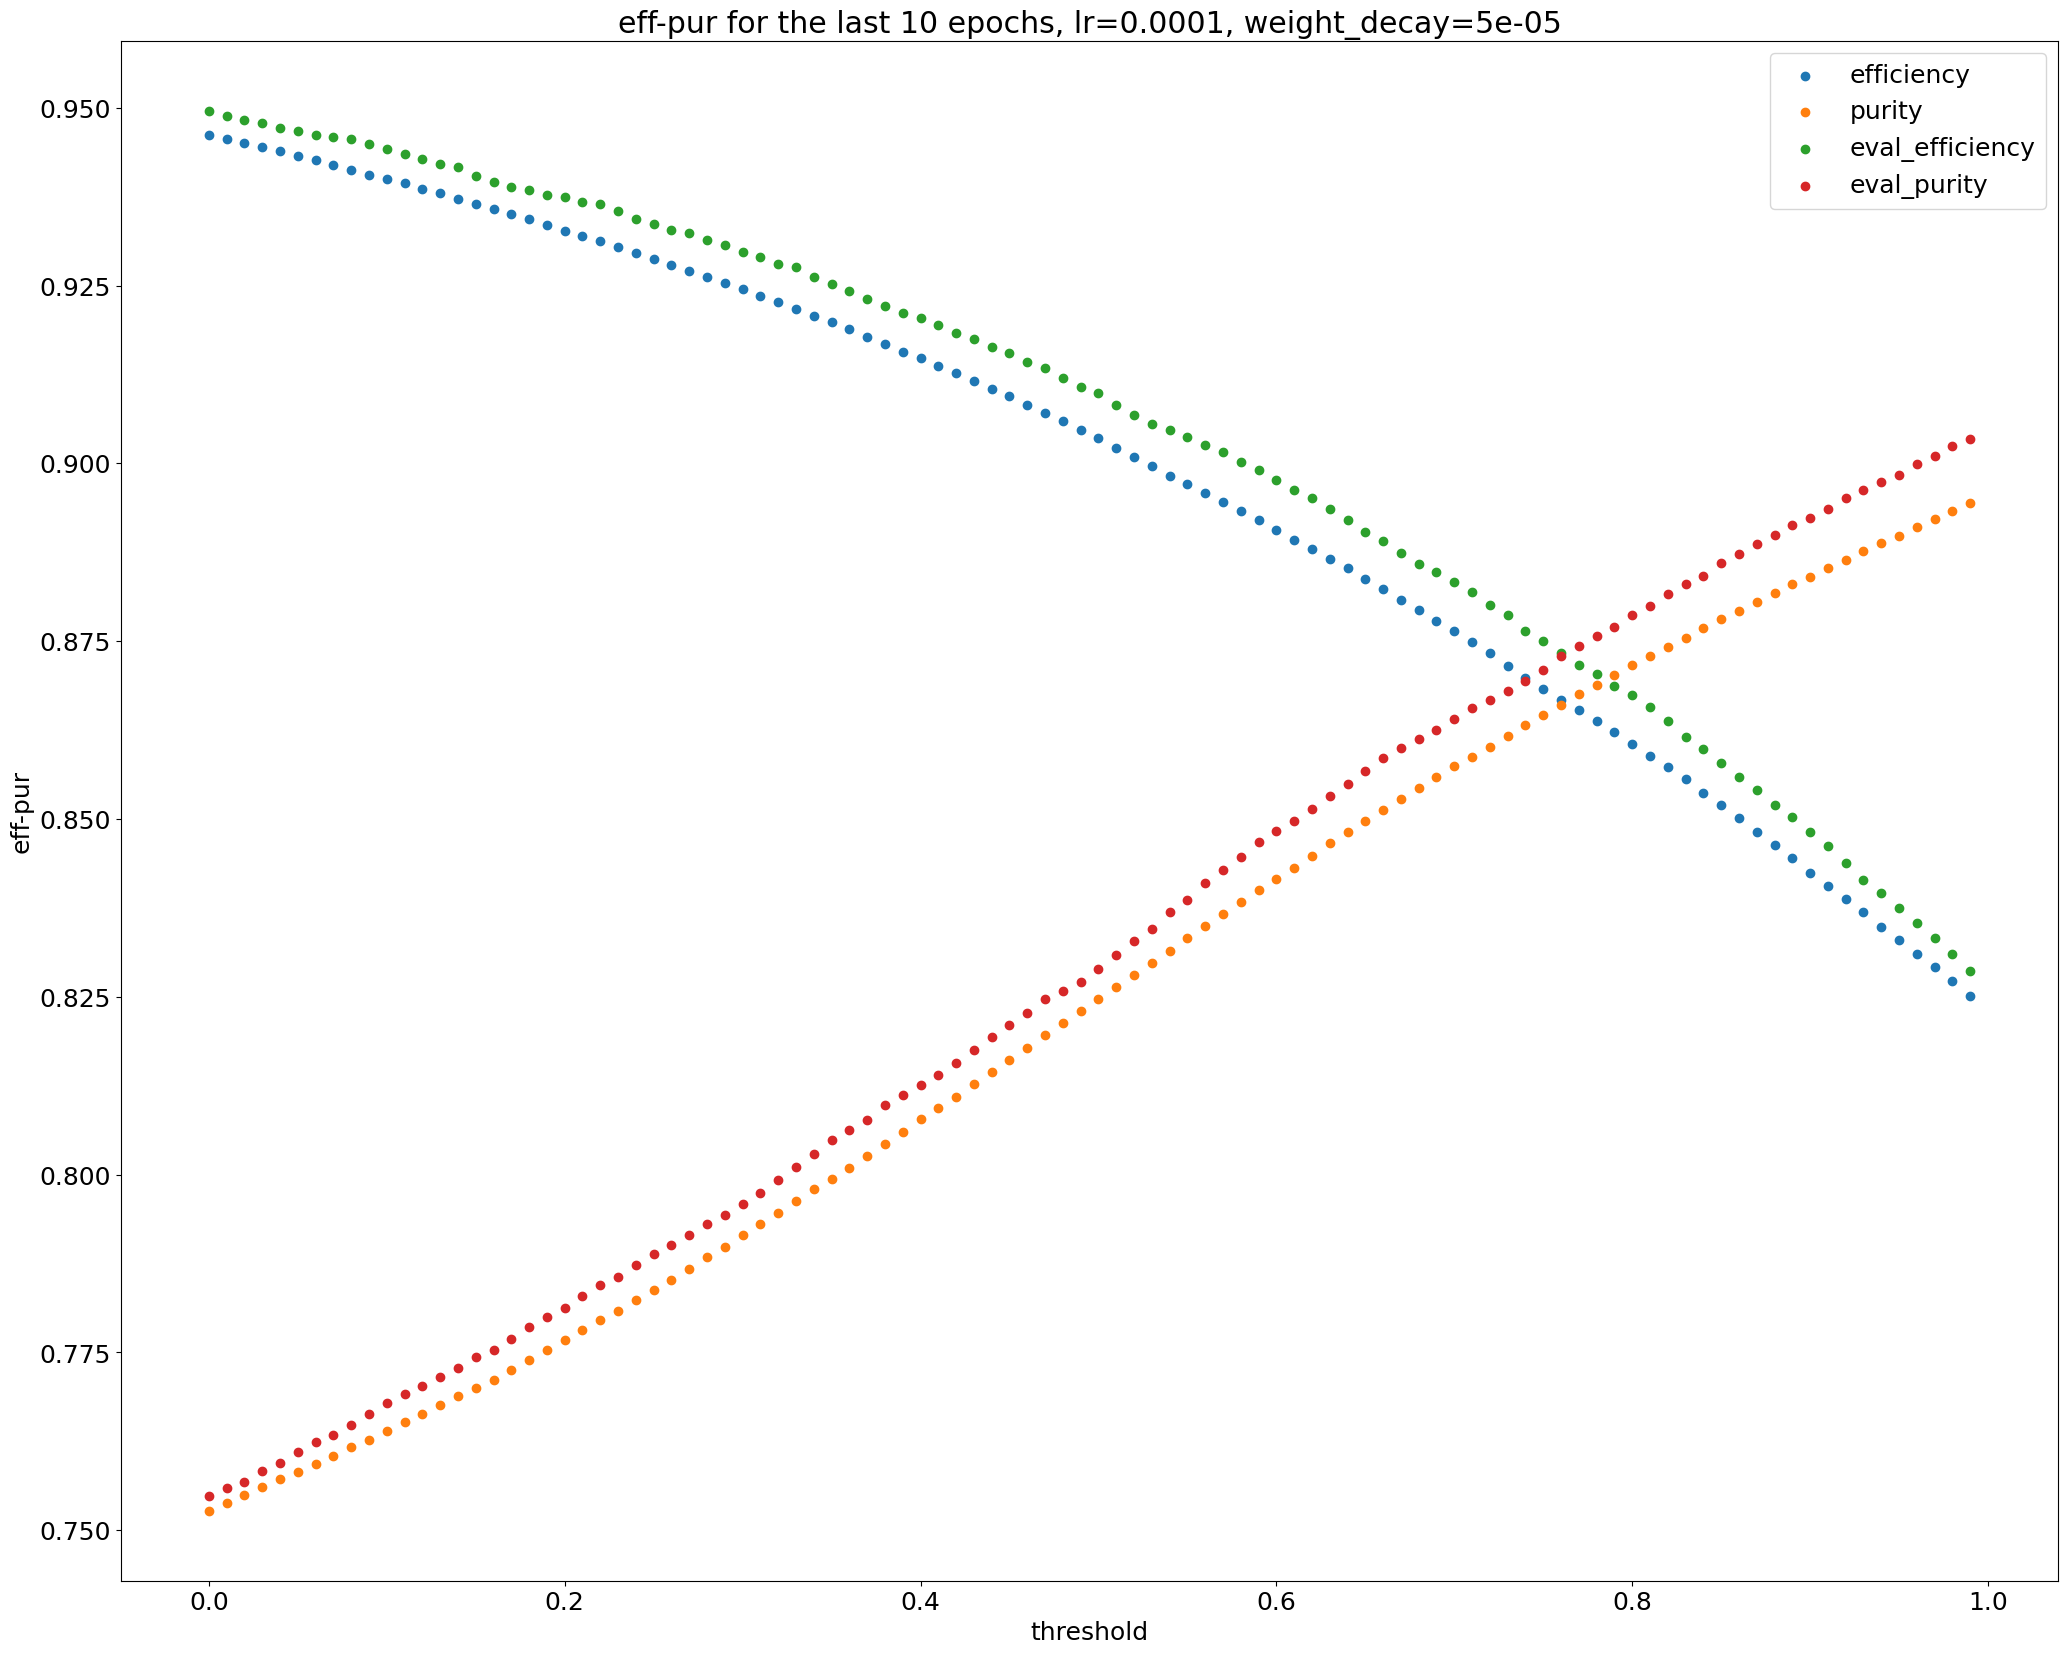 eff-pur for the last 10 epochs, lr=0.0001, weight_decay=5e-05
efficiency
purity
eval_efficiency
eval_purity
0.950
0.925
0.900
0.875
0.850
0.825
0.800
0.775
0.750
eff-pur
0.0 0.2 0.4 0.6 0.8 1.0
threshold